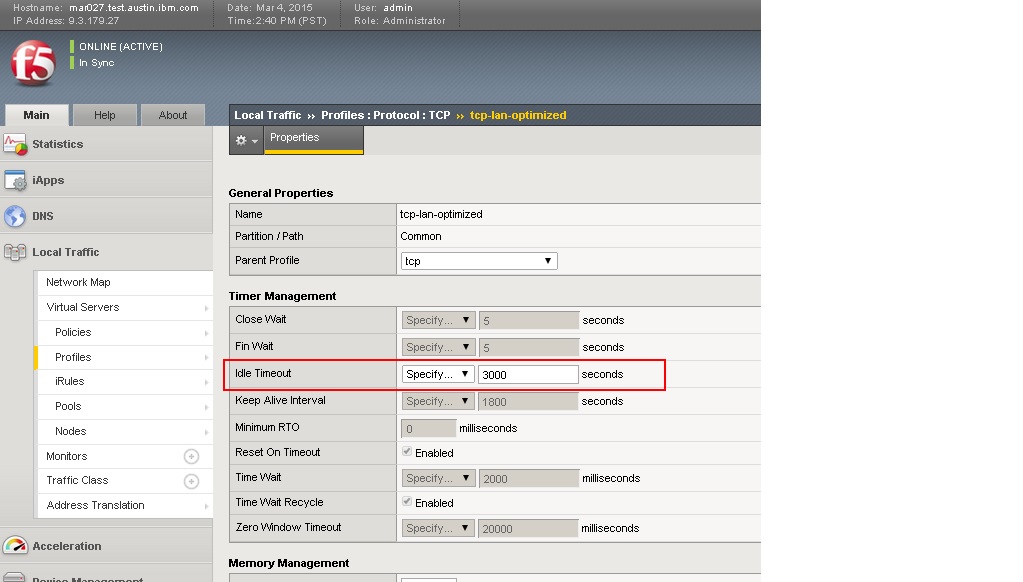 Hostname: mar027.test.austin.ibm.com Date: Mar 4, 2015 User: admin
IP Address: 9.3.179.27 Time: 2:40 PM (PST) Role: Administrator
f5
ONLINE (ACTIVE)
In Sync
Main Help About
Local Traffic ›› Profiles : Protocol : TCP ›› tcp-lan-optimized
Properties
Statistics
iApps
DNS
Local Traffic
Network Map
Virtual Servers
Policies
Profiles
iRules
Pools
Nodes
Monitors
Traffic Class
Address Translation
Acceleration
Device Management
General Properties
Name tcp-lan-optimized
Partition / Path Common
Parent Profile tcp
Timer Management
Close Wait Specify... 5 seconds
Fin Wait Specify... 5 seconds
Idle Timeout Specify... 3000 seconds
Keep Alive Interval Specify... 1800 seconds
Minimum RTO 0 milliseconds
Reset On Timeout Enabled
Time Wait Specify... 2000 milliseconds
Time Wait Recycle Enabled
Zero Window Timeout Specify... 20000 milliseconds
Memory Management